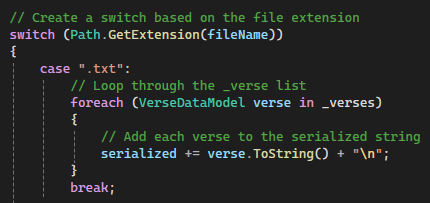 // Create a switch based on the file extension
switch (Path.GetExtension(fileName))
{
case ".txt":
// Loop through the _verse list
foreach (VerseDataModel verse in _verses)
{
// Add each verse to the serialized string
serialized += verse.ToString() + "\n";
}
break;